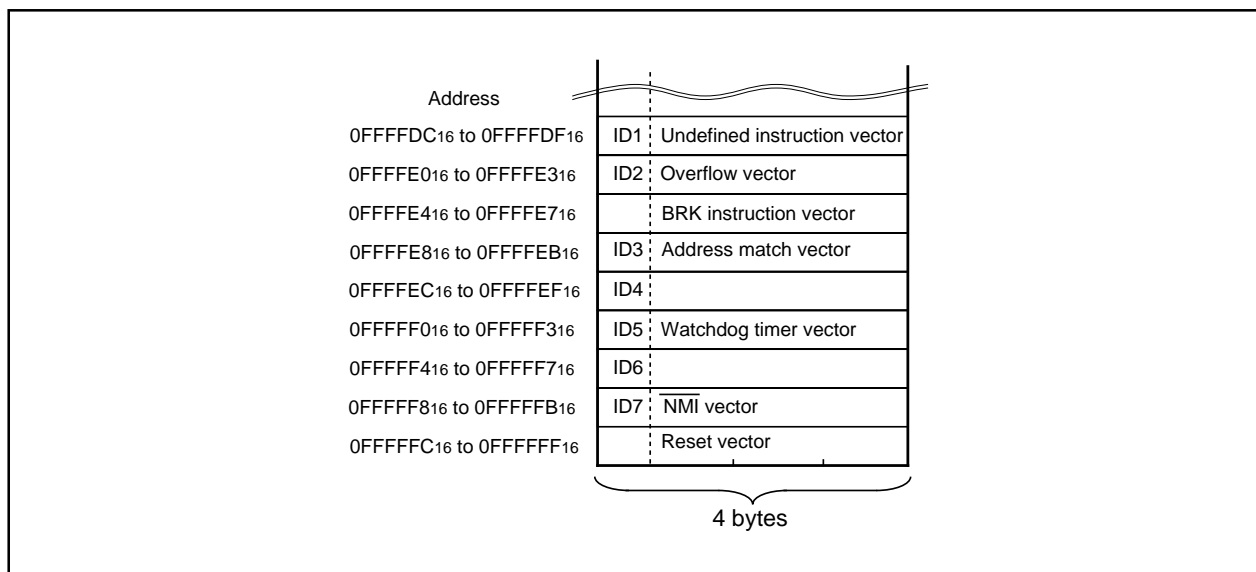 Address
0FFFFDC16 to 0FFFFDF16 ID1 Undefined instruction vector
0FFFFE016 to 0FFFFE316 ID2 Overflow vector
0FFFFE416 to 0FFFFE716 BRK instruction vector
0FFFFE816 to 0FFFFEB16 ID3 Address match vector
0FFFFEC16 to 0FFFFEF16 ID4
0FFFFF016 to 0FFFFF316 ID5 Watchdog timer vector
0FFFFF416 to 0FFFFF716 ID6
0FFFFF816 to 0FFFFFB16 ID7 NMI vector
0FFFFFC16 to 0FFFFFF16 Reset vector
4 bytes